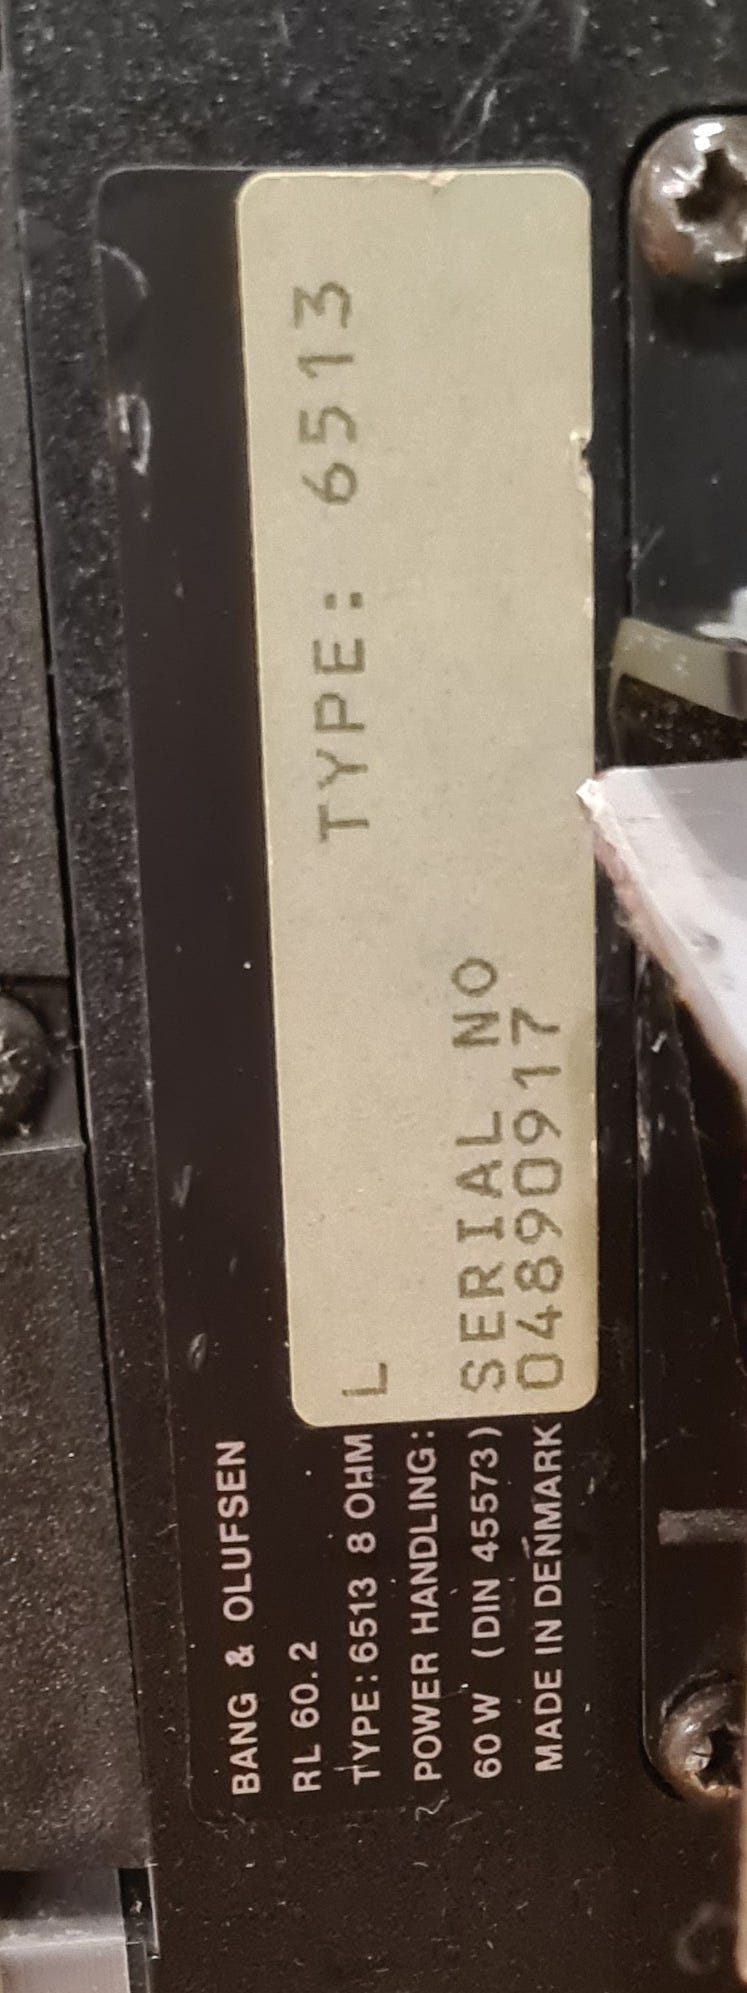 BANG & OLUFSEN
RL 60.2
TYPE: 6513 8 OHM
POWER HANDLING:
60 W (DIN 45573)
MADE IN DENMARK
TYPE: 6513
L
SERIAL NO
04890917